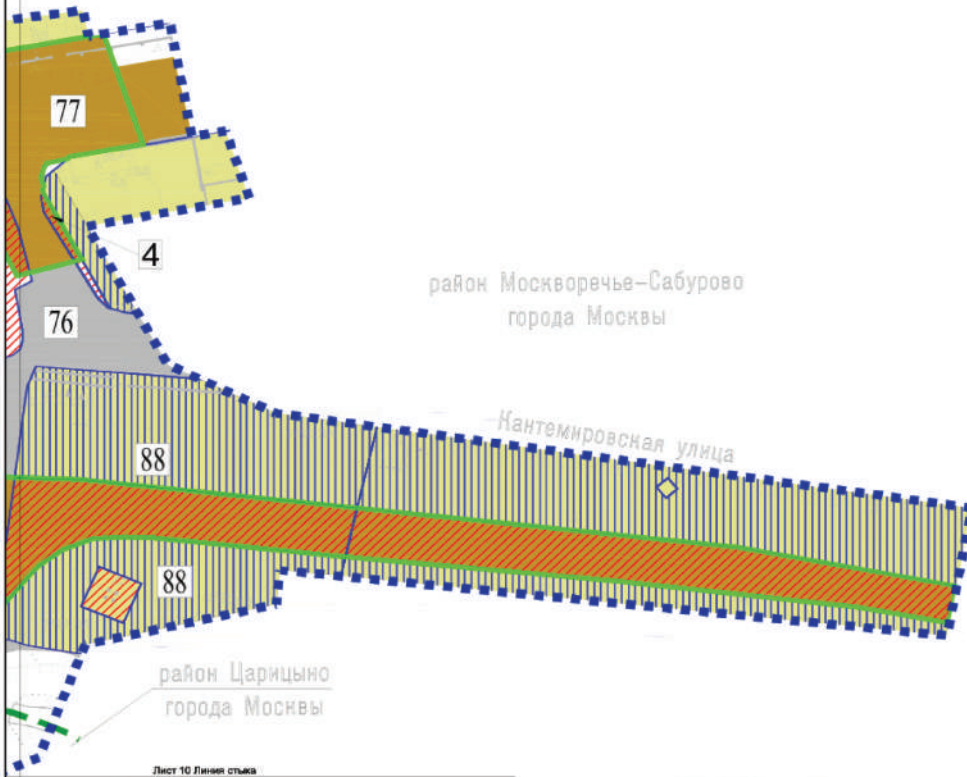 77
4
район Москворечье-Сабурово
города Москвы
76
Кантемировская улица
88
88
район Царицыно
города Москвы
Лист 10 Линия стыка